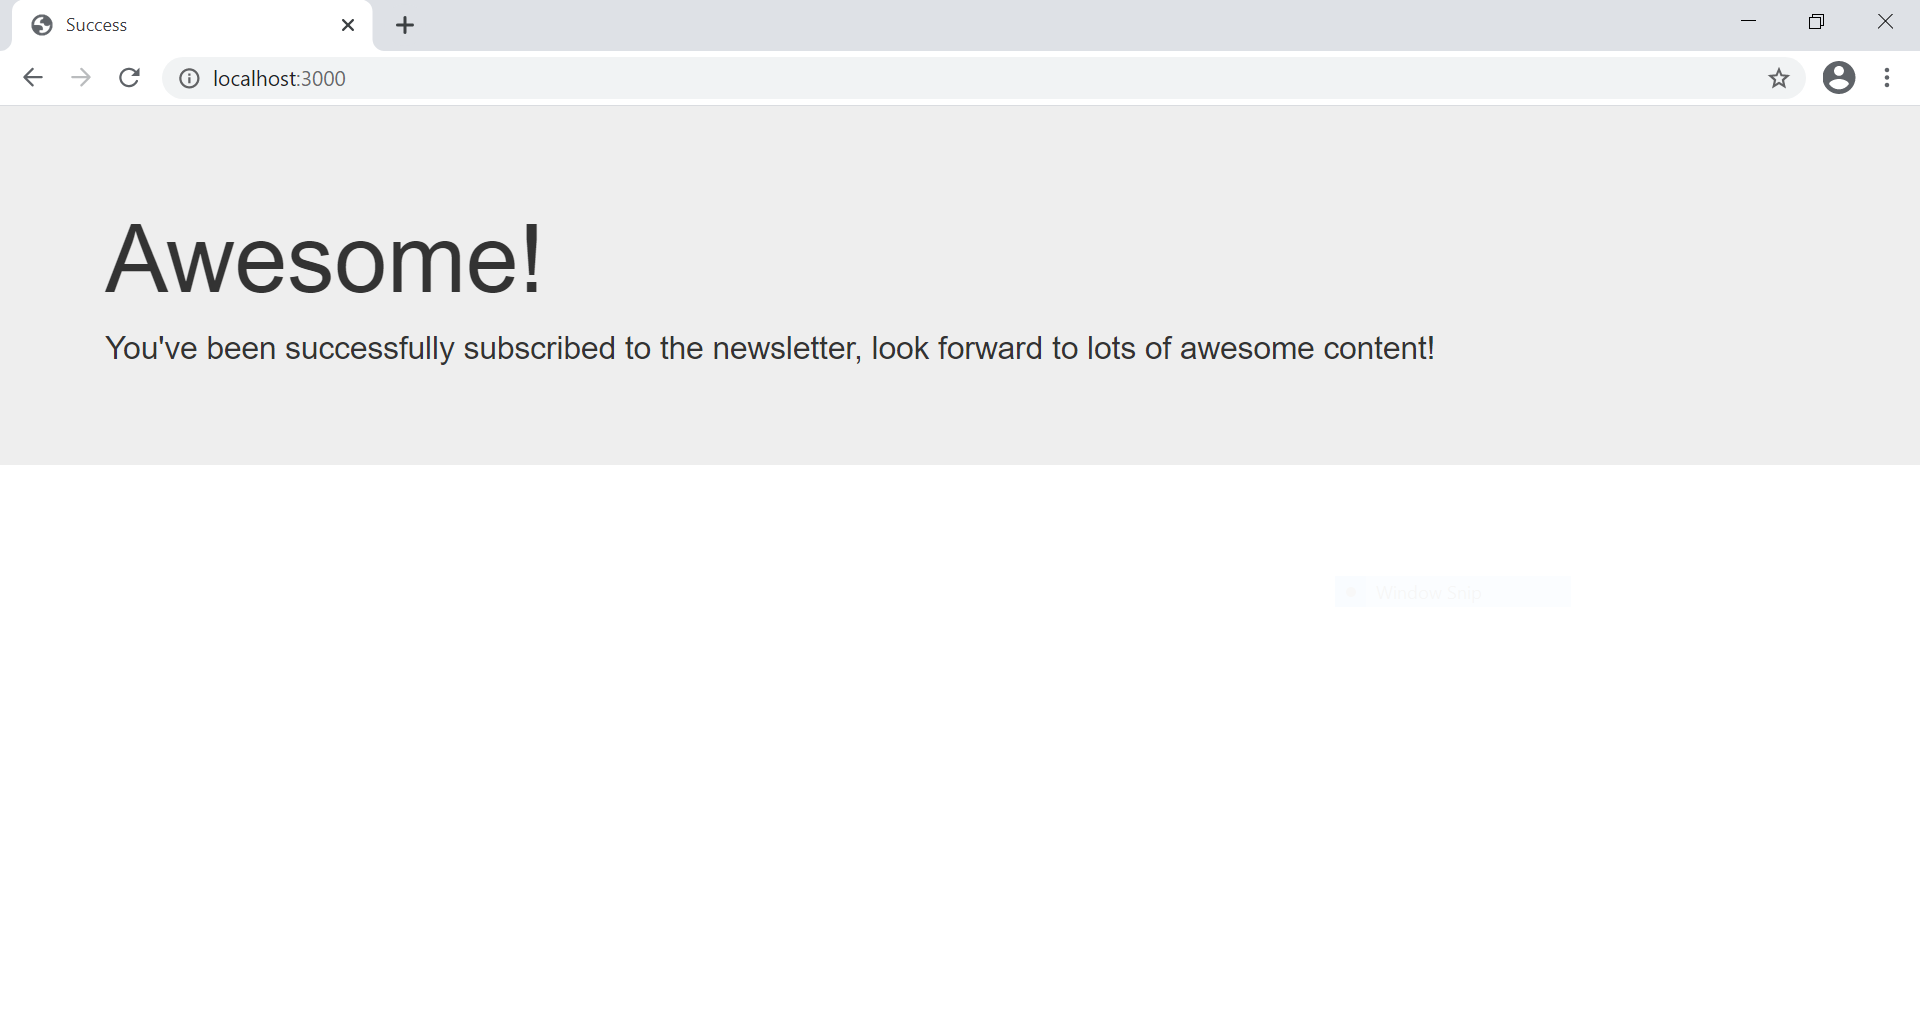 Success
localhost:3000
Awesome!
You've been successfully subscribed to the newsletter, look forward to lots of awesome content!
Window Snip